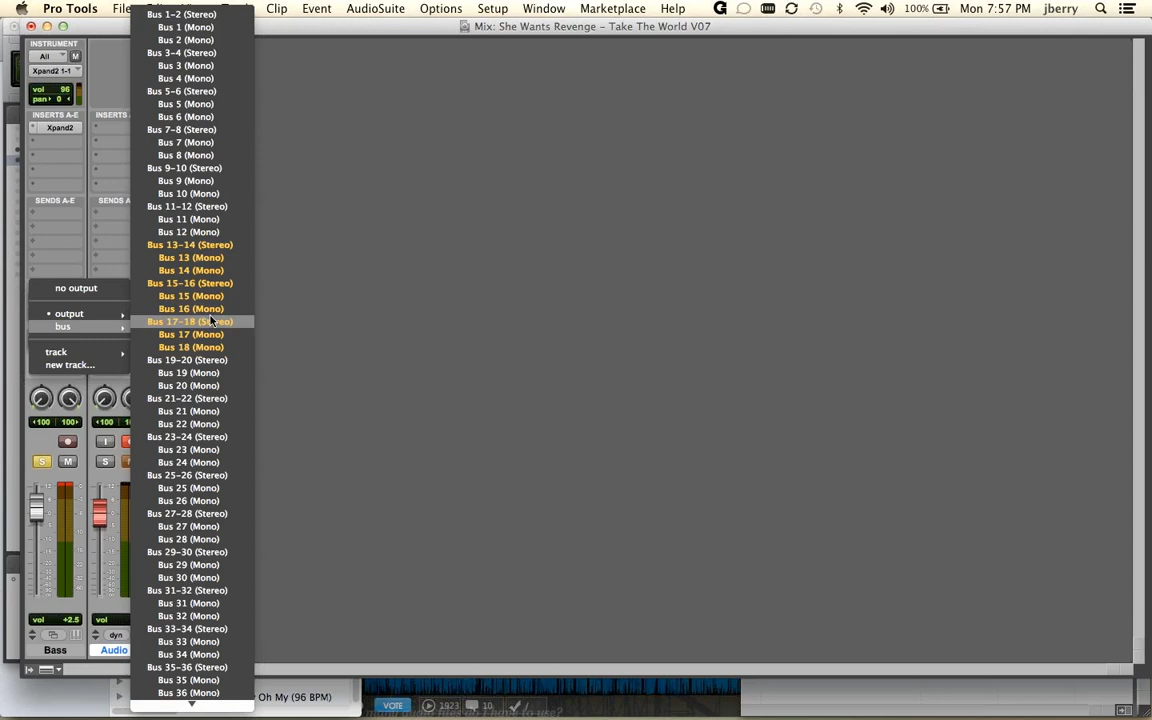 Pro Tools File Clip Event AudioSuite Options Setup Window Marketplace Help 100% Mon 7:57 PM jberry
Mix: She Wants Revenge – Take The World V07
INSTRUMENT
All M
Xpand2 1-1
vol 96
pan 0
INSERTS A-E INSERTS
Xpand2
SENDS A-E SENDS A-
no output
• output
bus
track
new track...
Bus 1-2 (Stereo)
Bus 1 (Mono)
Bus 2 (Mono)
Bus 3-4 (Stereo)
Bus 3 (Mono)
Bus 4 (Mono)
Bus 5-6 (Stereo)
Bus 5 (Mono)
Bus 6 (Mono)
Bus 7-8 (Stereo)
Bus 7 (Mono)
Bus 8 (Mono)
Bus 9-10 (Stereo)
Bus 9 (Mono)
Bus 10 (Mono)
Bus 11-12 (Stereo)
Bus 11 (Mono)
Bus 12 (Mono)
Bus 13-14 (Stereo)
Bus 13 (Mono)
Bus 14 (Mono)
Bus 15-16 (Stereo)
Bus 15 (Mono)
Bus 16 (Mono)
Bus 17-18 (Stereo)
Bus 17 (Mono)
Bus 18 (Mono)
Bus 19-20 (Stereo)
Bus 19 (Mono)
Bus 20 (Mono)
Bus 21-22 (Stereo)
Bus 21 (Mono)
Bus 22 (Mono)
Bus 23-24 (Stereo)
Bus 23 (Mono)
Bus 24 (Mono)
Bus 25-26 (Stereo)
Bus 25 (Mono)
Bus 26 (Mono)
Bus 27-28 (Stereo)
Bus 27 (Mono)
Bus 28 (Mono)
Bus 29-30 (Stereo)
Bus 29 (Mono)
Bus 30 (Mono)
Bus 31-32 (Stereo)
Bus 31 (Mono)
Bus 32 (Mono)
Bus 33-34 (Stereo)
Bus 33 (Mono)
Bus 34 (Mono)
Bus 35-36 (Stereo)
Bus 35 (Mono)
Bus 36 (Mono)
100 100 100
I
S M S
vol +2.5 vol
dyn
Bass Audio
Oh My (96 BPM)
VOTE 1923 10